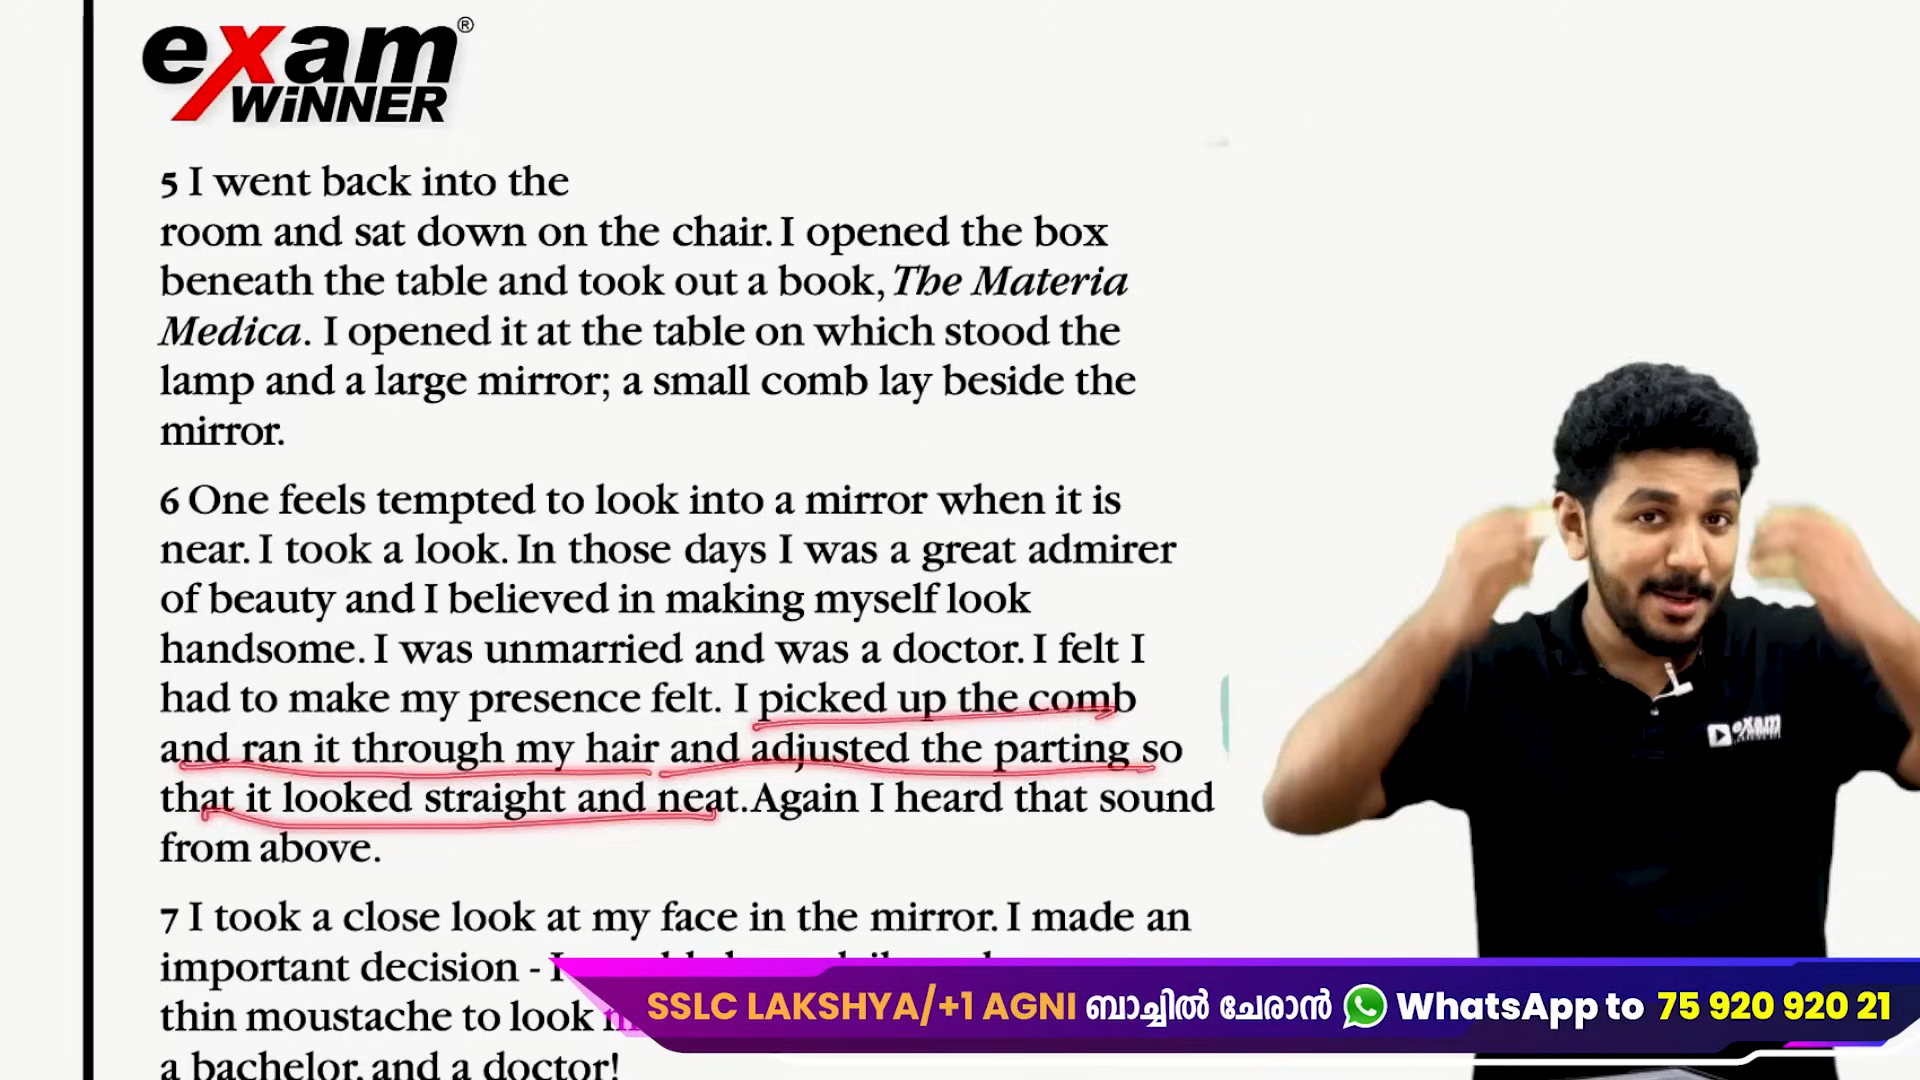 exam®
WiNNER
5 I went back into the
room and sat down on the chair. I opened the box
beneath the table and took out a book, The Materia
Medica. I opened it at the table on which stood the
lamp and a large mirror; a small comb lay beside the
mirror.
6 One feels tempted to look into a mirror when it is
near. I took a look. In those days I was a great admirer
of beauty and I believed in making myself look
handsome. I was unmarried and was a doctor. I felt I
had to make my presence felt. I picked up the comb
and ran it through my hair and adjusted the parting so
that it looked straight and neat. Again I heard that sound
from above.
7 I took a close look at my face in the mirror. I made an
important decision - I
thin moustache to look
a bachelor, and a doctor!
exam
SSLC LAKSHYA/+1 AGNI ബാച്ചിൽ ചേരാൻ WhatsApp to 75 920 920 21